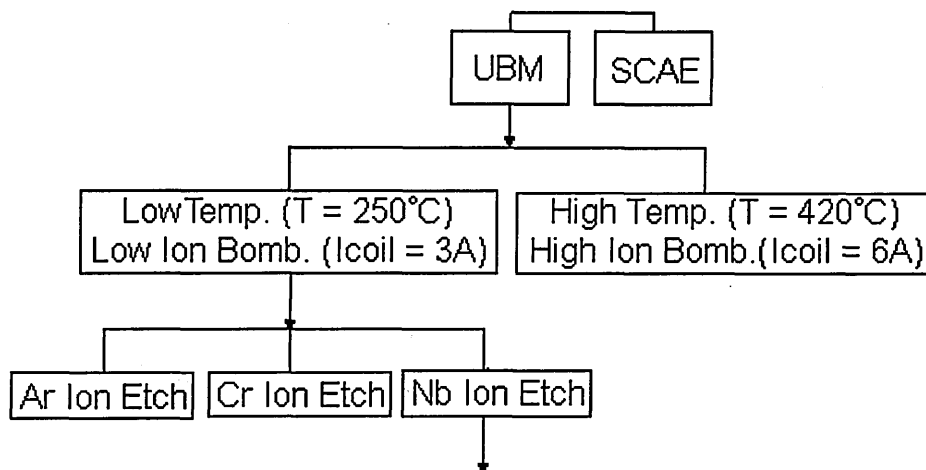 UBM
SCAE
LowTemp. (T = 250°C)
Low Ion Bomb. (Icoil = 3A)
High Temp. (T = 420°C)
High Ion Bomb.(Icoil = 6A)
Ar Ion Etch
Cr Ion Etch
Nb Ion Etch